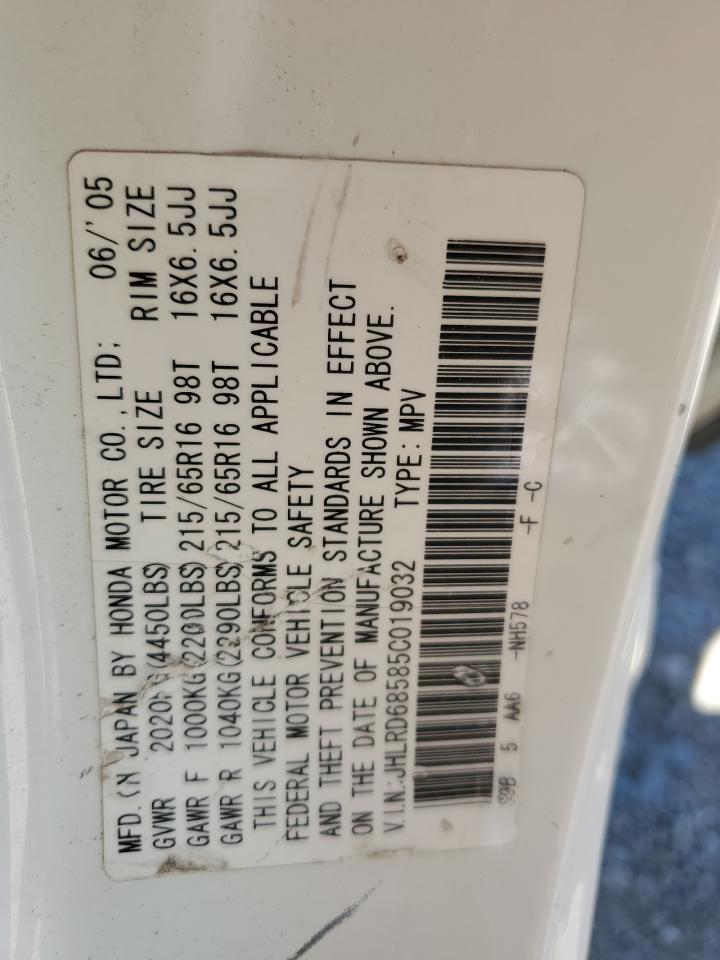 MFD. IN JAPAN BY HONDA MOTOR CO.,LTD; 06/'05
GVWR 2020KG(4450LBS) TIRE SIZE RIM SIZE
GAWR F 1000KG(2200LBS) 215/65R16 98T 16X6.5JJ
GAWR R 1040KG(2290LBS) 215/65R16 98T 16X6.5JJ
THIS VEHICLE CONFORMS TO ALL APPLICABLE
FEDERAL MOTOR VEHICLE SAFETY
AND THEFT PREVENTION STANDARDS IN EFFECT
ON THE DATE OF MANUFACTURE SHOWN ABOVE.
V.I.N.:JHLRD68585C019032 TYPE:MPV
5 AA6 -NH578 -F -C